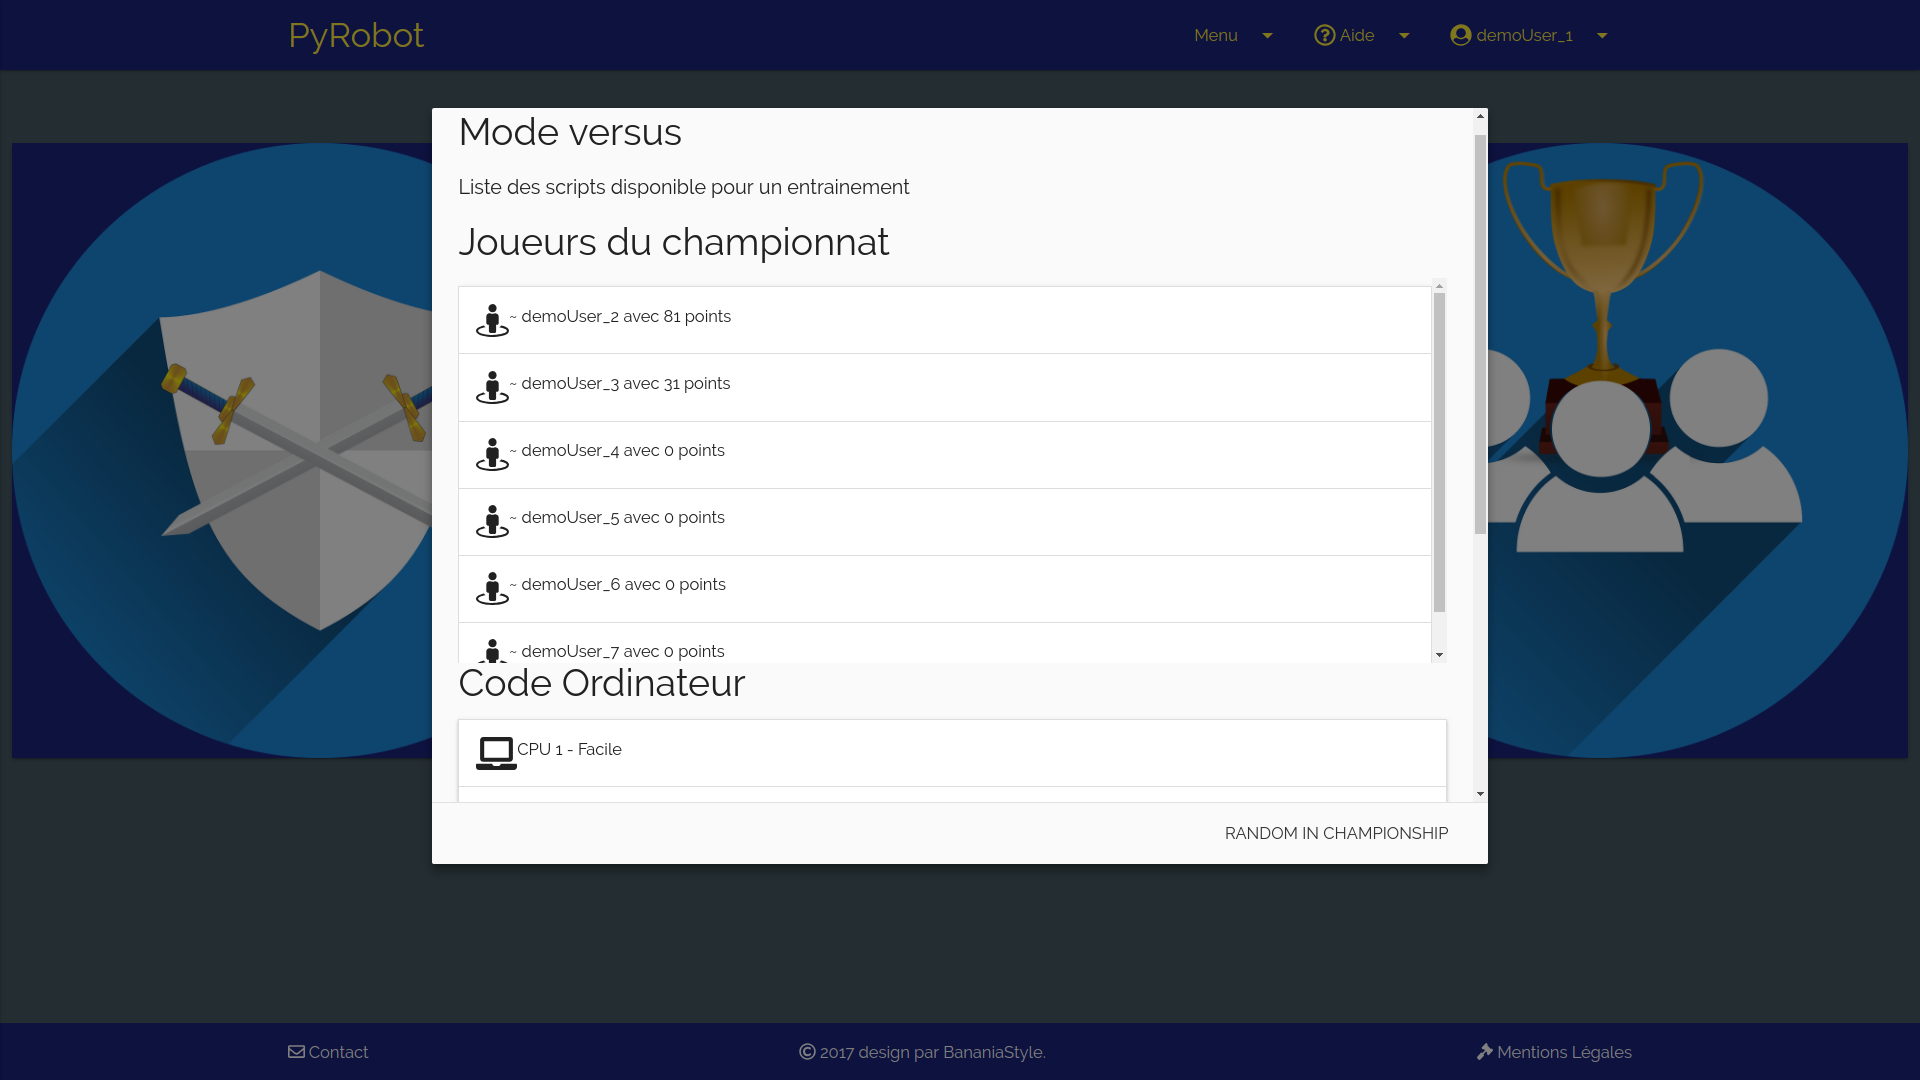 PyRobot
Menu
Aide
demoUser_1
Mode versus
Liste des scripts disponible pour un entrainement
Joueurs du championnat
~ demoUser_2 avec 81 points
~ demoUser_3 avec 31 points
~ demoUser_4 avec 0 points
~ demoUser_5 avec 0 points
~ demoUser_6 avec 0 points
~ demoUser_7 avec 0 points
Code Ordinateur
CPU 1 - Facile
RANDOM IN CHAMPIONSHIP
Contact
© 2017 design par BananiaStyle.
Mentions Légales